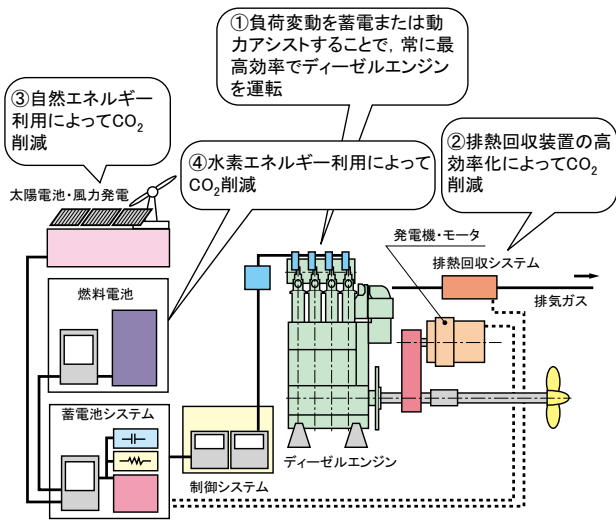 ①負荷変動を蓄電または動
力アシストすることで，常に最
高効率でディーゼルエンジン
を運転
③自然エネルギー
利用によってCO₂
削減
②排熱回収装置の高
効率化によってCO₂
削減
④水素エネルギー利用によって
CO₂削減
太陽電池・風力発電
発電機・モータ
排熱回収システム
排気ガス
燃料電池
蓄電池システム
制御システム
ディーゼルエンジン